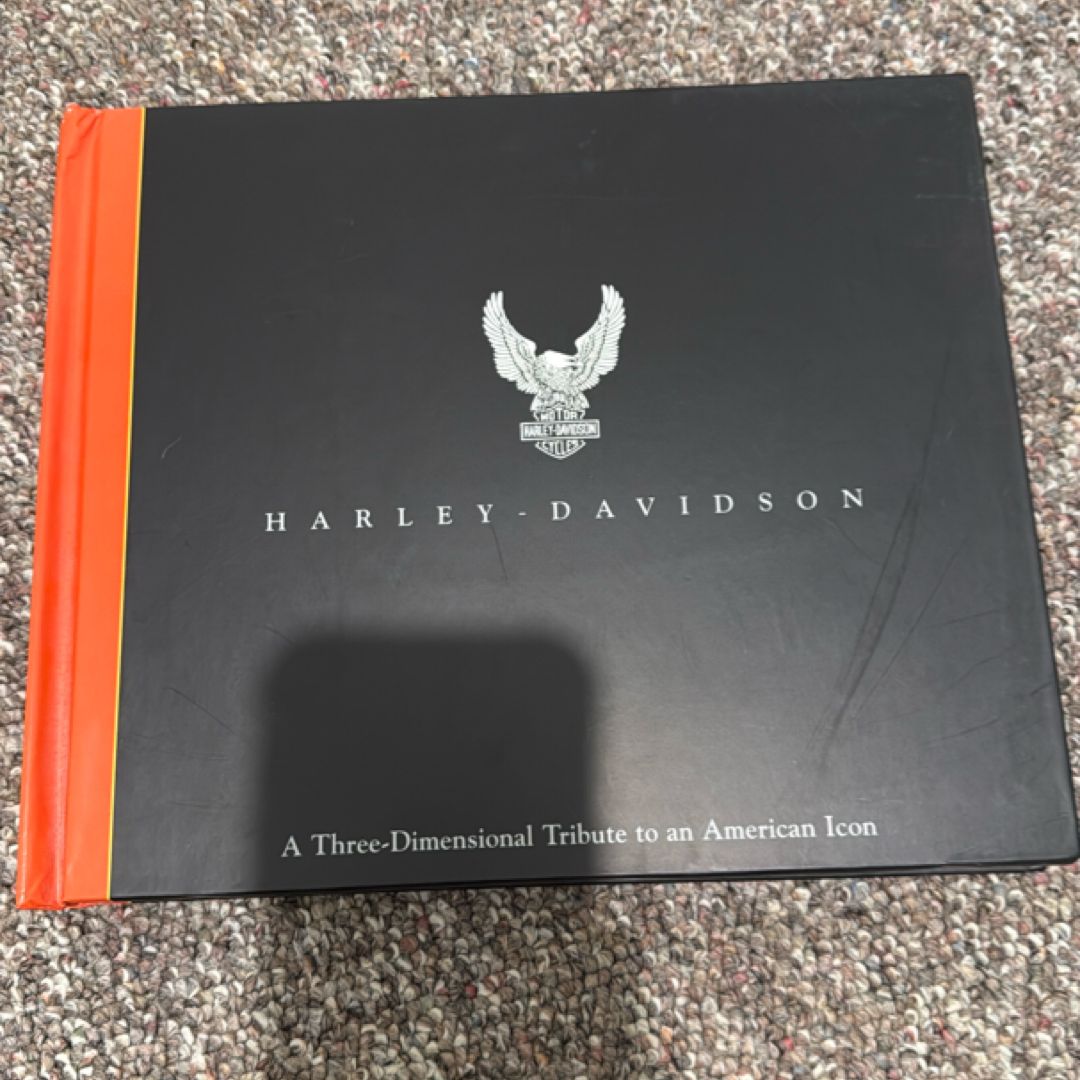 MOTOR
HARLEY-DAVIDSON
CYCLES
HARLEY-DAVIDSON
A Three-Dimensional Tribute to an American Icon